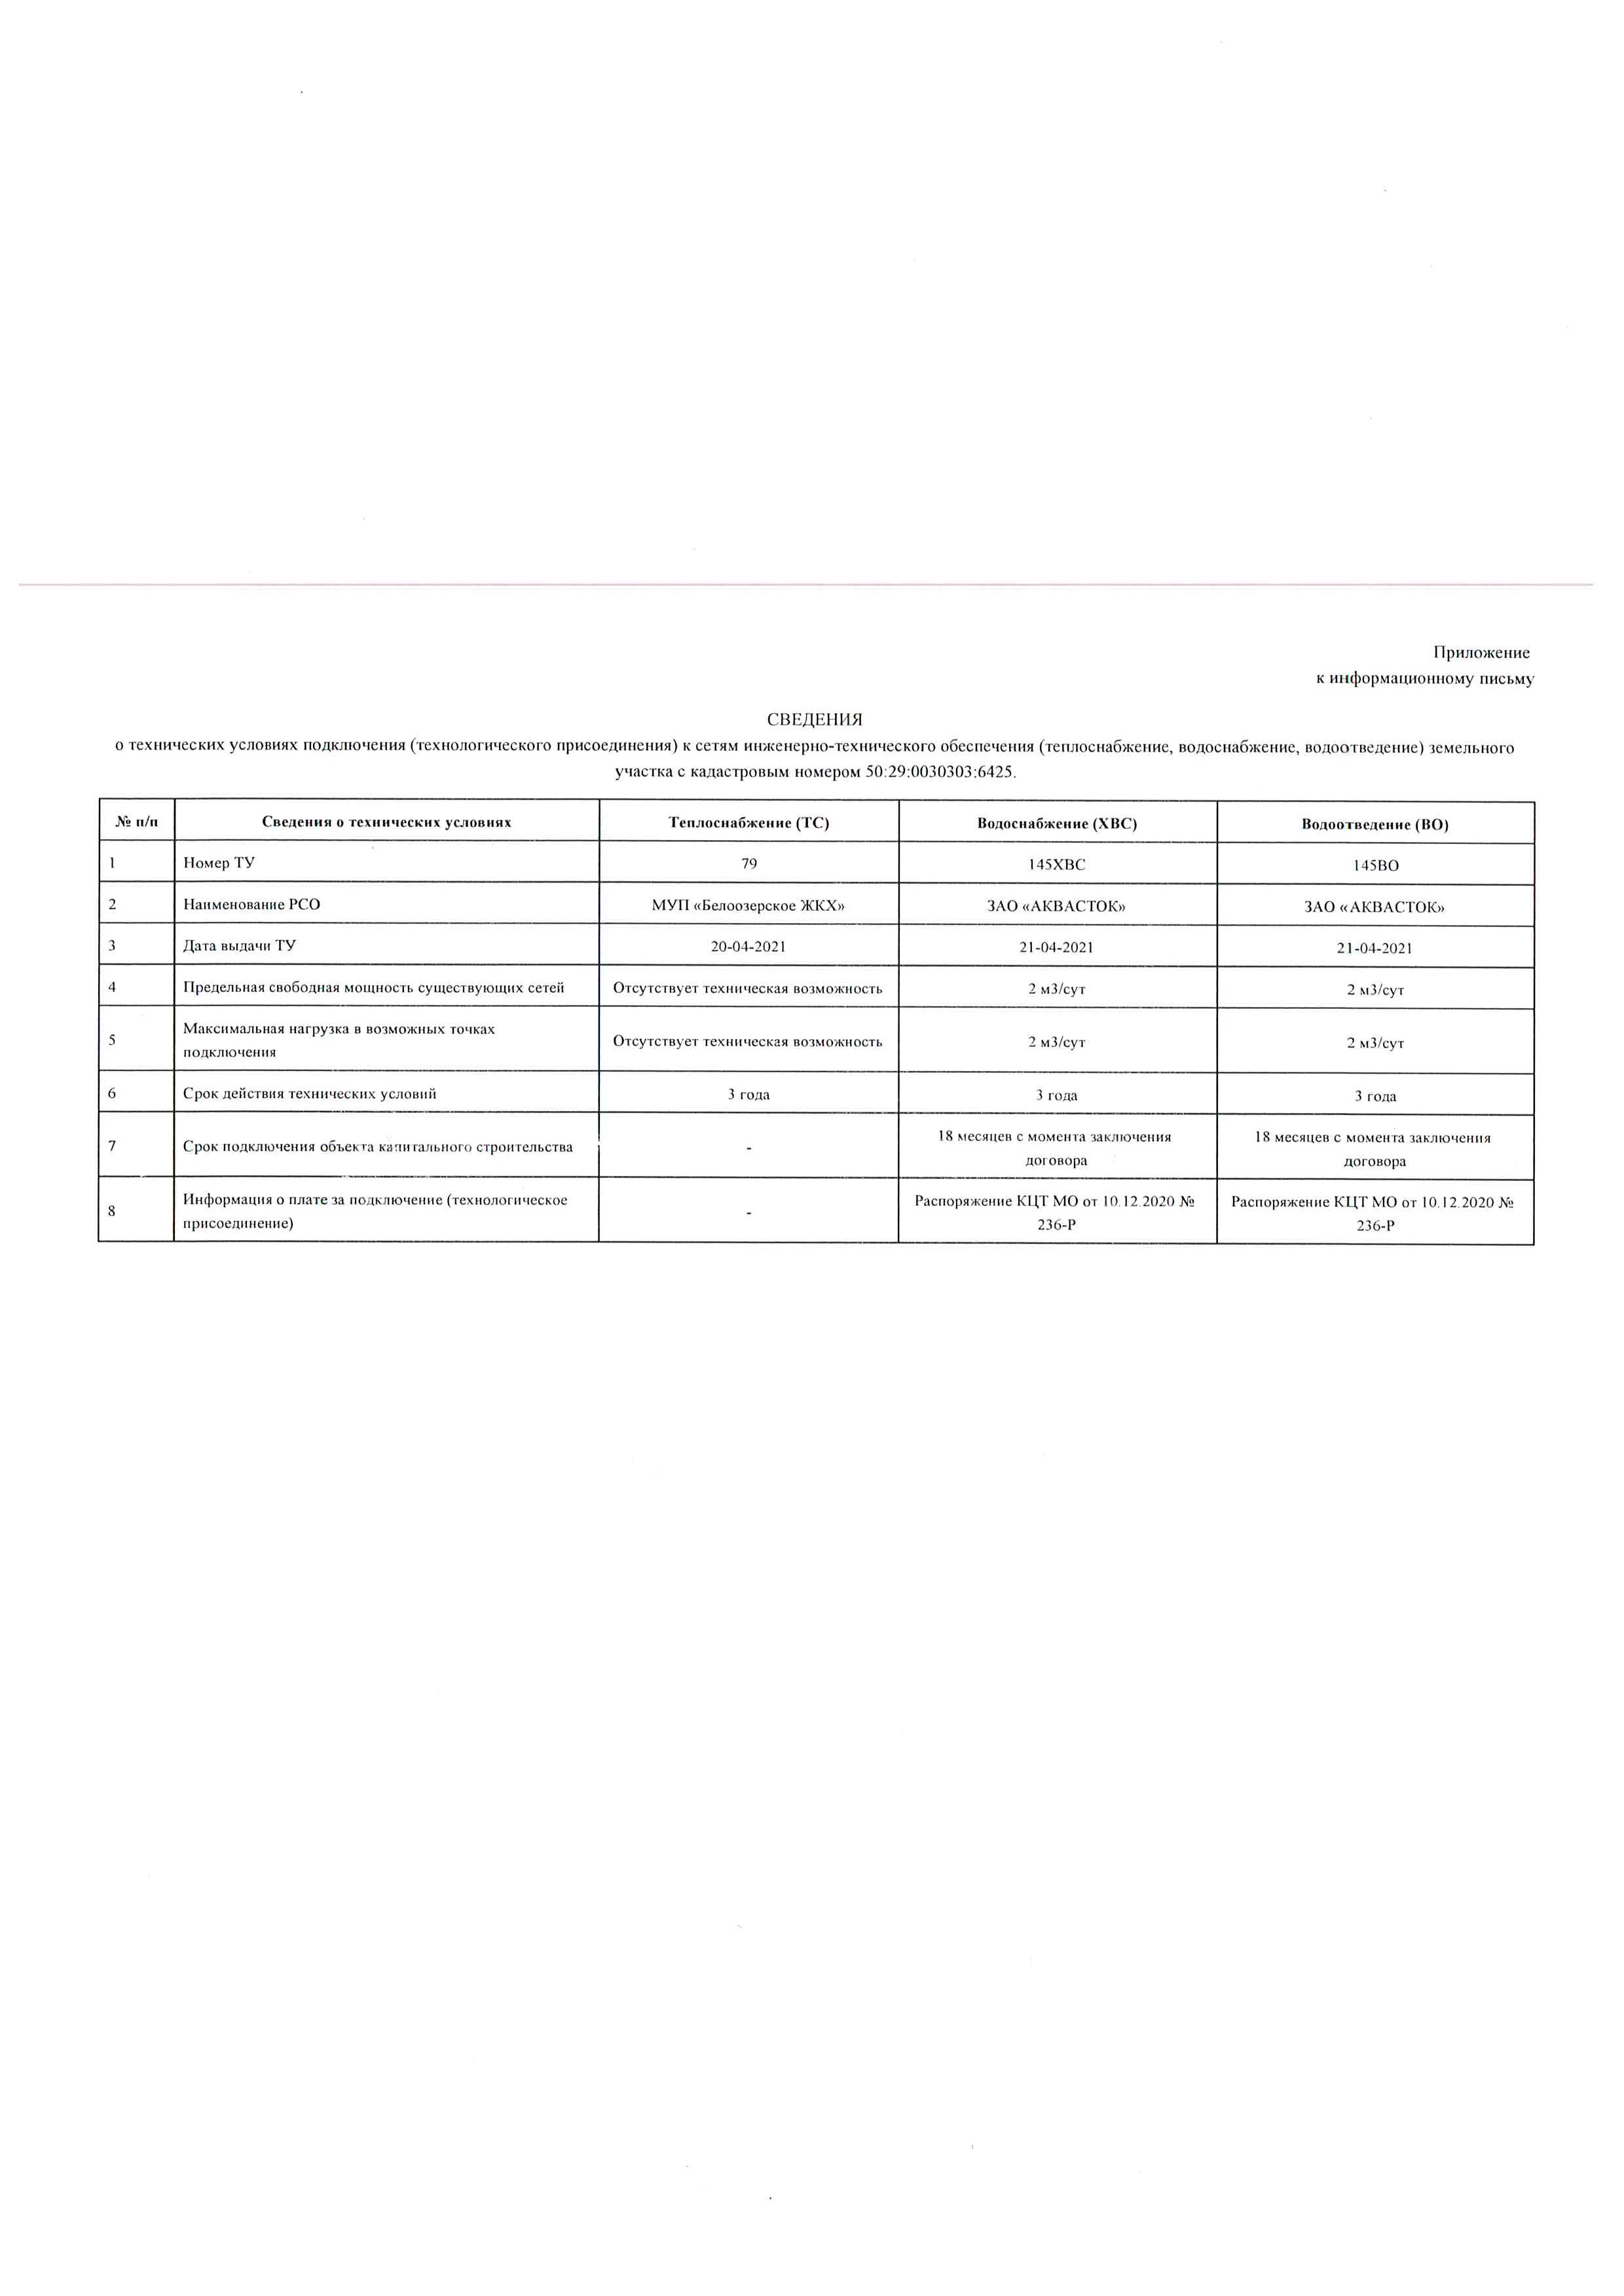 Приложение
к информационному письму
СВЕДЕНИЯ
о технических условиях подключения (технологического присоединения) к сетям инженерно-технического обеспечения (теплоснабжение, водоснабжение, водоотведение) земельного
участка с кадастровым номером 50:29:0030303:6425.
№ п/п Сведения о технических условиях Теплоснабжение (ТС) Водоснабжение (ХВС) Водоотведение (ВО)
1 Номер ТУ 79 145ХВС 145ВО
2 Наименование РСО МУП «Белоозерское ЖКХ» ЗАО «АКВАСТОК» ЗАО «АКВАСТОК»
3 Дата выдачи ТУ 20-04-2021 21-04-2021 21-04-2021
4 Предельная свободная мощность существующих сетей Отсутствует техническая возможность 2 м3/сут 2 м3/сут
5 Максимальная нагрузка в возможных точках
подключения Отсутствует техническая возможность 2 м3/сут 2 м3/сут
6 Срок действия технических условий 3 года 3 года 3 года
7 Срок подключения объекта капитального строительства - 18 месяцев с момента заключения
договора 18 месяцев с момента заключения
договора
8 Информация о плате за подключение (технологическое
присоединение) - Распоряжение КЦТ МО от 10.12.2020 №
236-Р Распоряжение КЦТ МО от 10.12.2020 №
236-Р